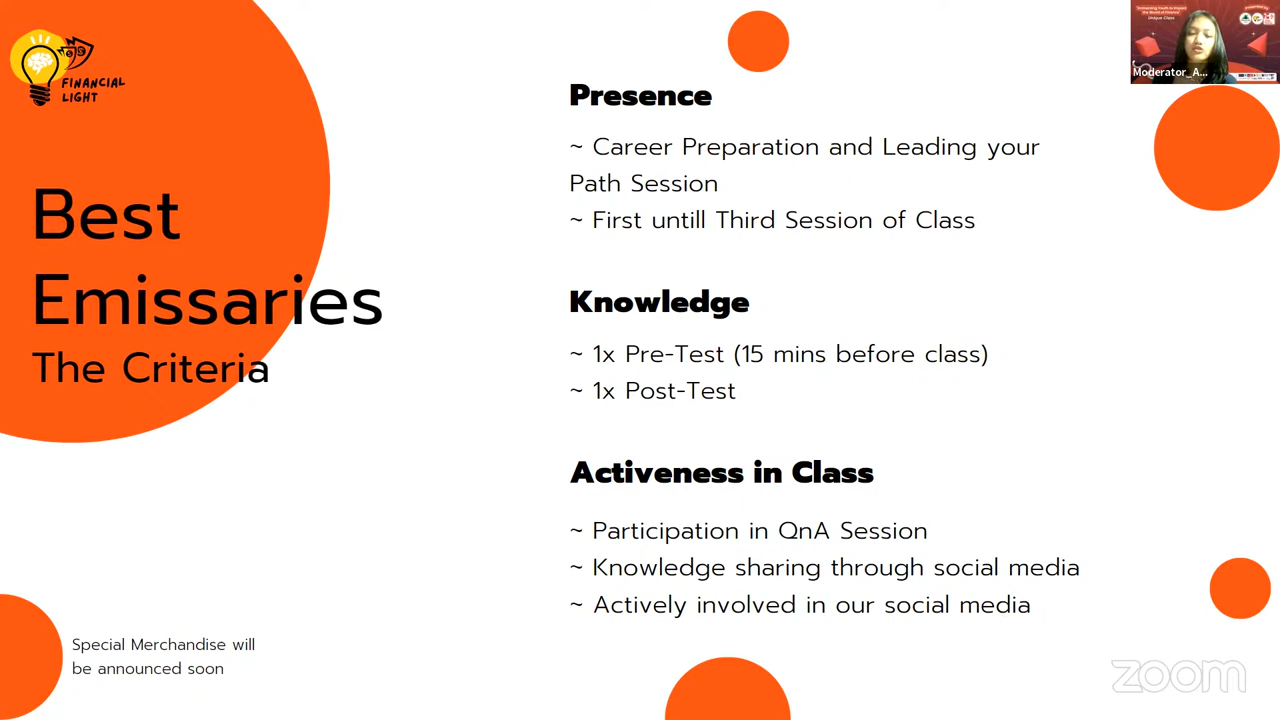 FINANCIAL
LIGHT
Best
Emissaries
The Criteria
Special Merchandise will
be announced soon
Presence
~ Career Preparation and Leading your
Path Session
~ First untill Third Session of Class
Knowledge
~ 1x Pre-Test (15 mins before class)
~ 1x Post-Test
Activeness in Class
~ Participation in QnA Session
~ Knowledge sharing through social media
~ Actively involved in our social media
Unique Class
Moderator_A...
zoom